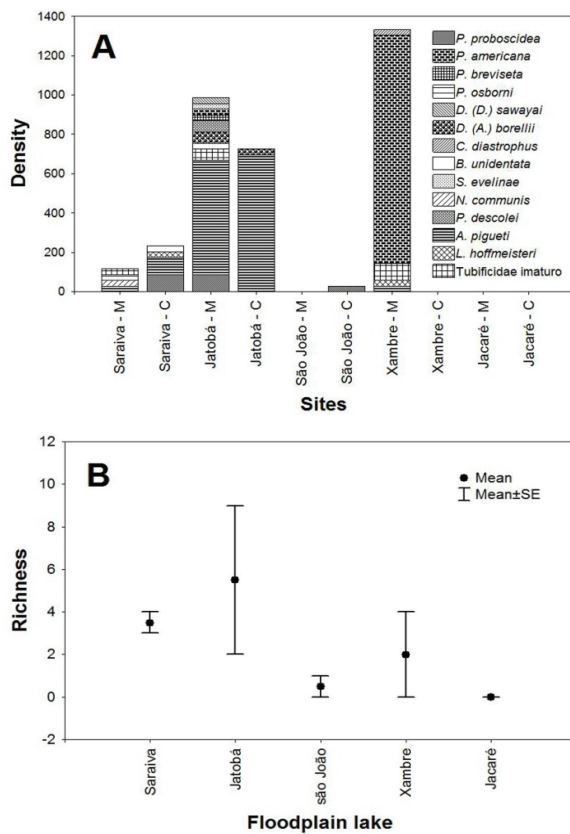 A
1400
1200
1000
800
600
400
200
0
Density
P. proboscidea
P. americana
P. breviseta
P. osborni
D. (D.) sawayai
D. (A.) borellii
C. diastrophus
B. unidentata
S. evelinae
N. communis
P. descolei
A. pigueti
L. hoffmeisteri
Tubificidae imaturo
Saraiva - M
Saraiva - C
Jatobá - M
Jatobá - C
São João - M
São João - C
Xambre - M
Xambre - C
Jacaré - M
Jacaré - C
Sites
B
12
10
8
6
4
2
0
-2
Richness
Mean
Mean±SE
Saraiva
Jatobá
são João
Xambre
Jacaré
Floodplain lake